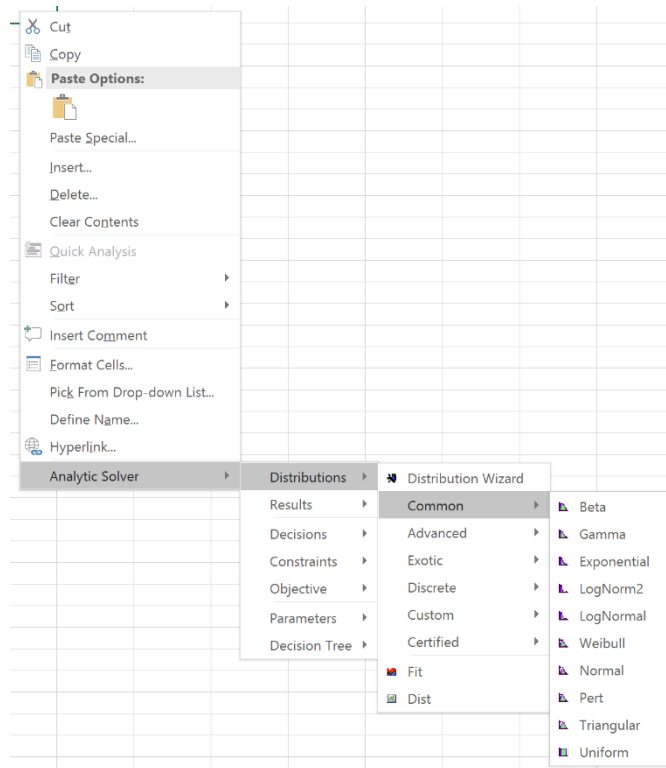 Cut
Copy
Paste Options:
Paste Special...
Insert...
Delete...
Clear Contents
Quick Analysis
Filter
Sort
Insert Comment
Format Cells...
Pick From Drop-down List...
Define Name...
Hyperlink...
Analytic Solver
Distributions
Results
Decisions
Constraints
Objective
Parameters
Decision Tree
Distribution Wizard
Common
Advanced
Exotic
Discrete
Custom
Certified
Fit
Dist
Beta
Gamma
Exponential
LogNorm2
LogNormal
Weibull
Normal
Pert
Triangular
Uniform